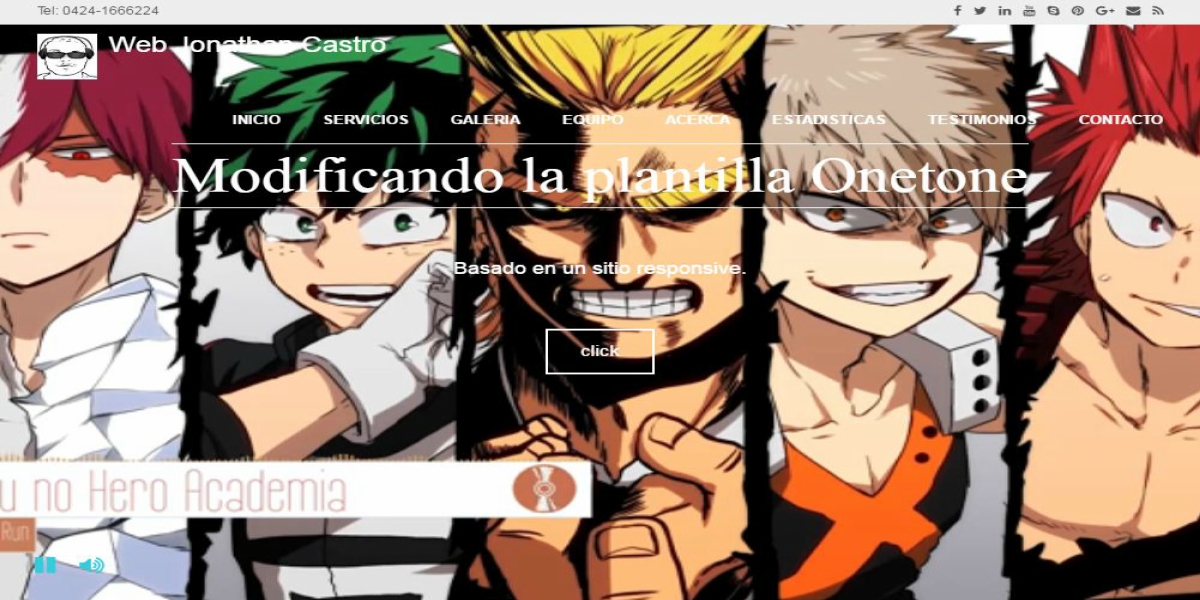 Tel: 0424-1666224
Web Jonathan Castro
INICIO SERVICIOS GALERIA EQUIPO ACERCA ESTADISTICAS TESTIMONIOS CONTACTO
Modificando la plantilla Onetone
Basado en un sitio responsive.
click
u no Hero Academia
Run